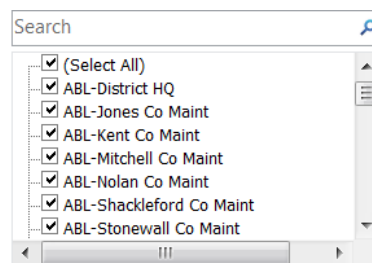 Search
(Select All)
ABL-District HQ
ABL-Jones Co Maint
ABL-Kent Co Maint
ABL-Mitchell Co Maint
ABL-Nolan Co Maint
ABL-Shackleford Co Maint
ABL-Stonewall Co Maint